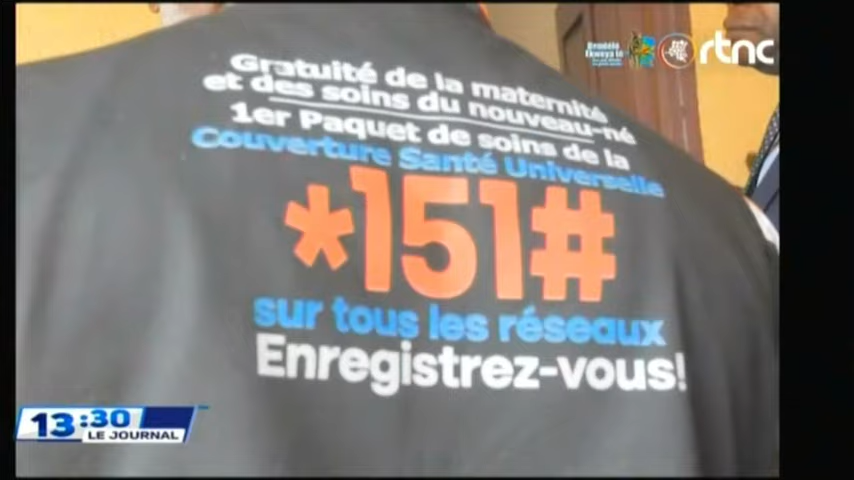 Gratuité de la maternité
et des soins du nouveau-né
1er Paquet de soins de la
Couverture Santé Universelle
*151#
sur tous les réseaux
Enregistrez-vous!
rtnc
13:30
LE JOURNAL